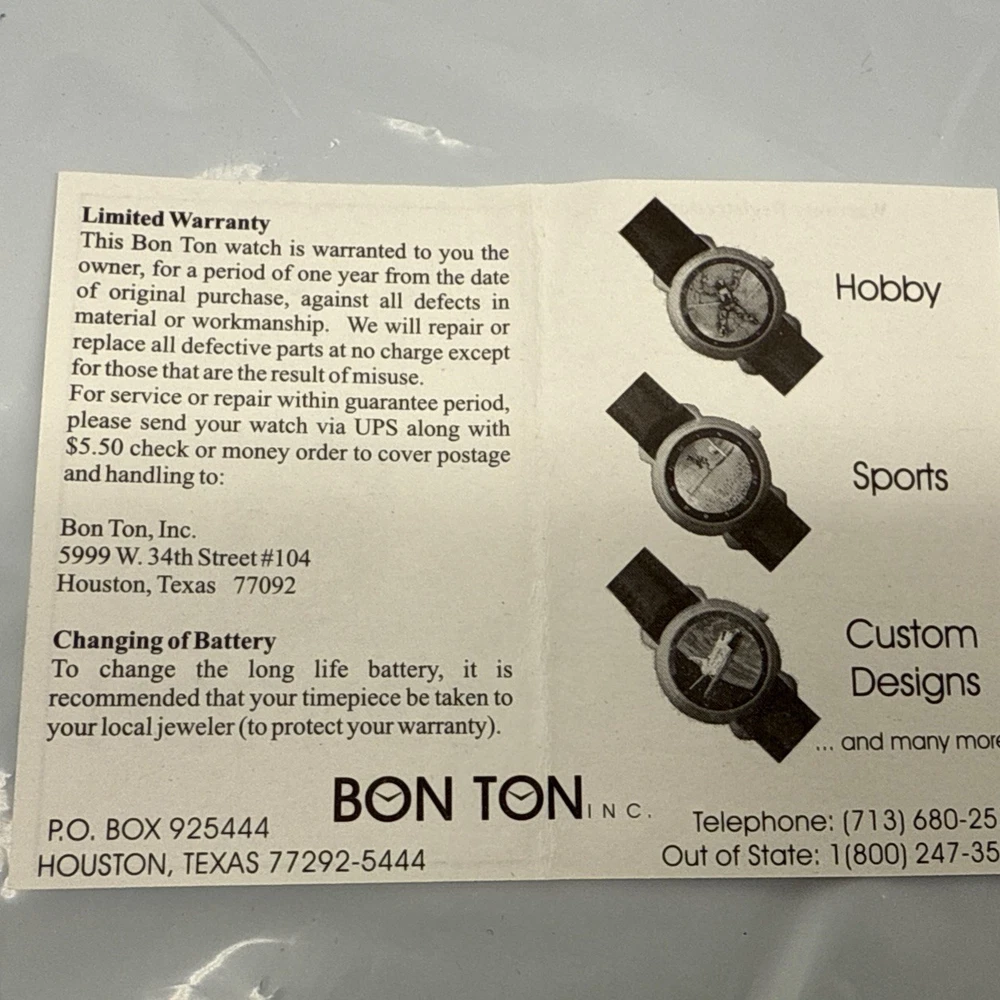 Limited Warranty
This Bon Ton watch is warranted to you the
owner, for a period of one year from the date
of original purchase, against all defects in
material or workmanship. We will repair or
replace all defective parts at no charge except
for those that are the result of misuse.
For service or repair within guarantee period,
please send your watch via UPS along with
$5.50 check or money order to cover postage
and handling to:
Bon Ton, Inc.
5999 W. 34th Street #104
Houston, Texas 77092
Changing of Battery
To change the long life battery, it is
recommended that your timepiece be taken to
your local jeweler (to protect your warranty).
Hobby
Sports
Custom
Designs
... and many more
BON TON INC.
P.O. BOX 925444
HOUSTON, TEXAS 77292-5444
Telephone: (713) 680-25
Out of State: 1(800) 247-35